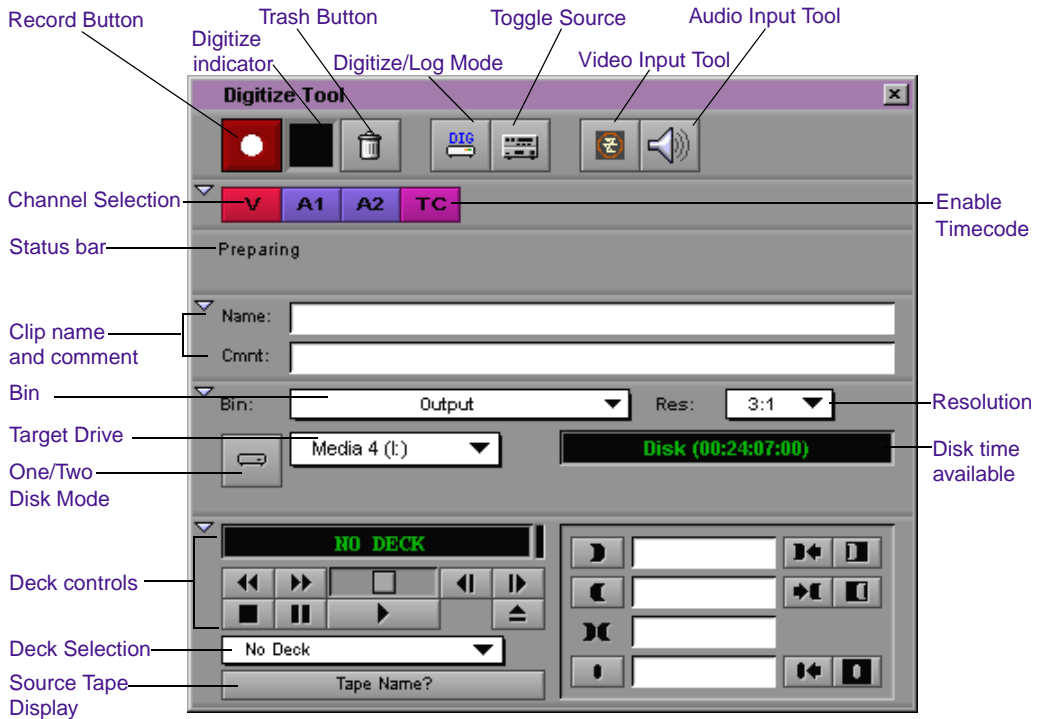 Record Button
Trash Button
Toggle Source
Audio Input Tool
Digitize
indicator
Digitize/Log Mode
Video Input Tool
Digitize Tool
DIG
Channel Selection
V A1 A2 TC
Enable
Timecode
Status bar
Preparing
Clip name
and comment
Name:
Cmnt:
Bin
Bin: Output Res: 3:1
Resolution
Target Drive
Media 4 (I:)
Disk (00:24:07:00)
Disk time
available
One/Two
Disk Mode
NO DECK
Deck controls
Deck Selection
No Deck
Source Tape
Display
Tape Name?